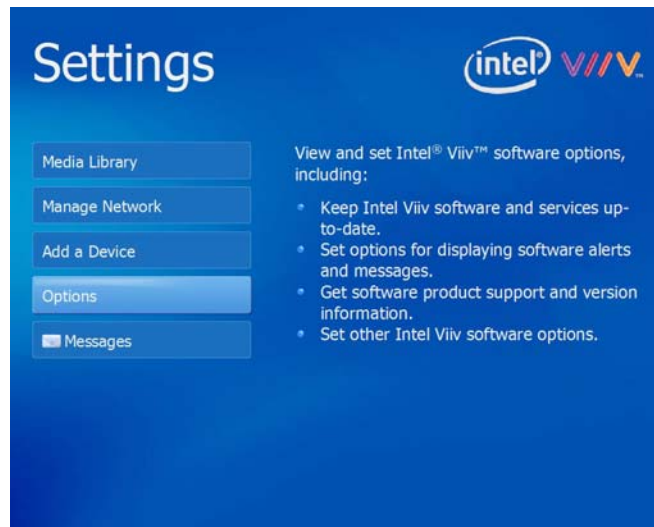 Settings
intel® VIIV™
Media Library
Manage Network
Add a Device
Options
Messages
View and set Intel® Viiv™ software options,
including:
• Keep Intel Viiv software and services up-
to-date.
• Set options for displaying software alerts
and messages.
• Get software product support and version
information.
• Set other Intel Viiv software options.